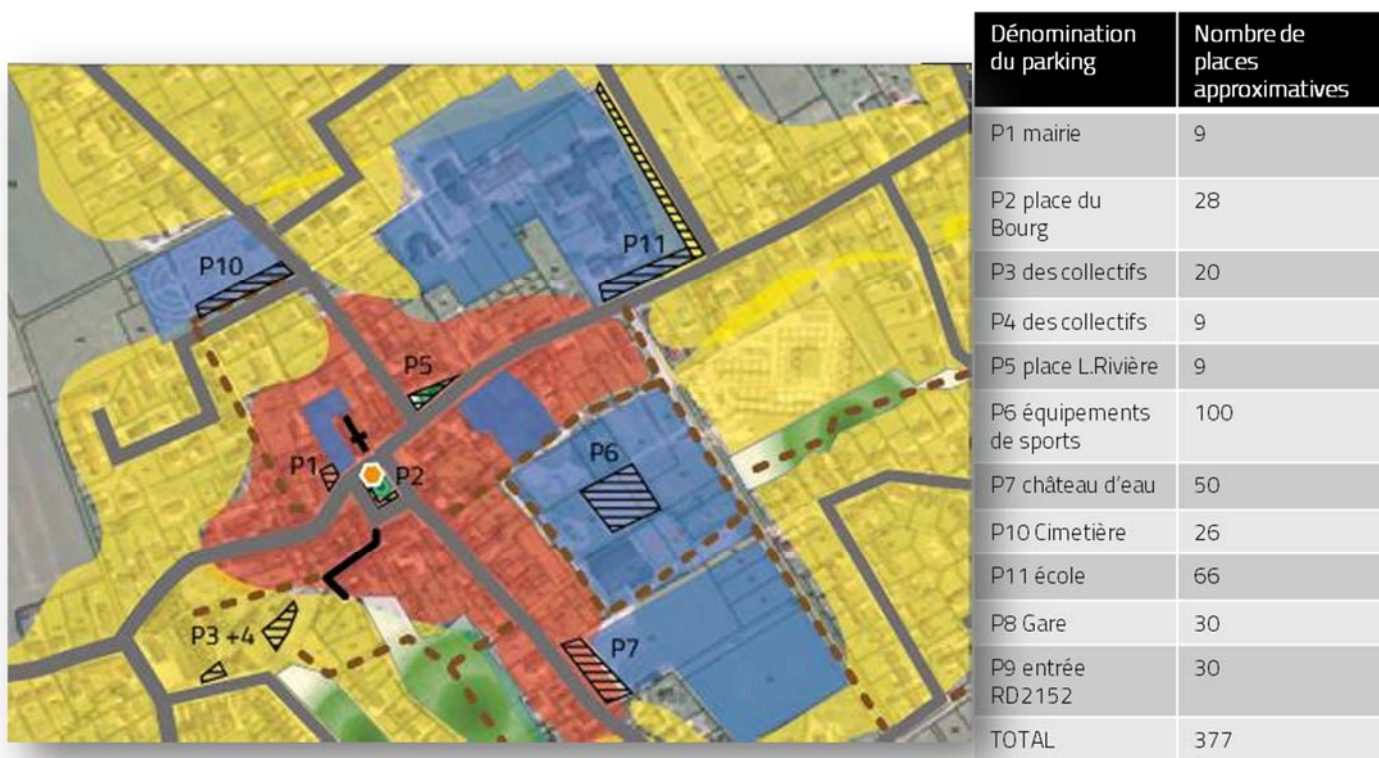 P10
P11
P5
P1
P2
P6
P3 +4
P7
Dénomination
du parking
Nombre de
places
approximatives
P1 mairie
9
P2 place du
Bourg
28
P3 des collectifs
20
P4 des collectifs
9
P5 place L.Rivière
9
P6 équipements
de sports
100
P7 château d'eau
50
P10 Cimetière
26
P11 école
66
P8 Gare
30
P9 entrée
RD2152
30
TOTAL
377